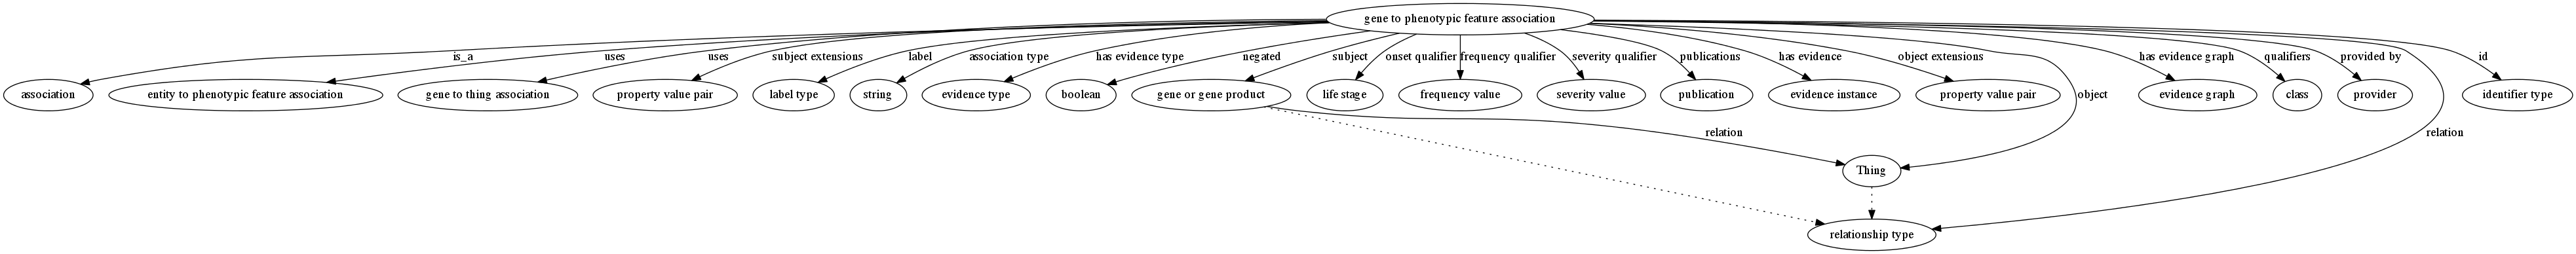 gene to phenotypic feature association
is_a
uses
uses
subject extensions
label
association type
has evidence type
negated
subject
onset qualifier
frequency qualifier
severity qualifier
publications
has evidence
object extensions
has evidence graph
qualifiers
provided by
id
association
entity to phenotypic feature association
gene to thing association
property value pair
label type
string
evidence type
boolean
gene or gene product
life stage
frequency value
severity value
publication
evidence instance
property value pair
object
evidence graph
class
provider
identifier type
relation
relation
Thing
relationship type